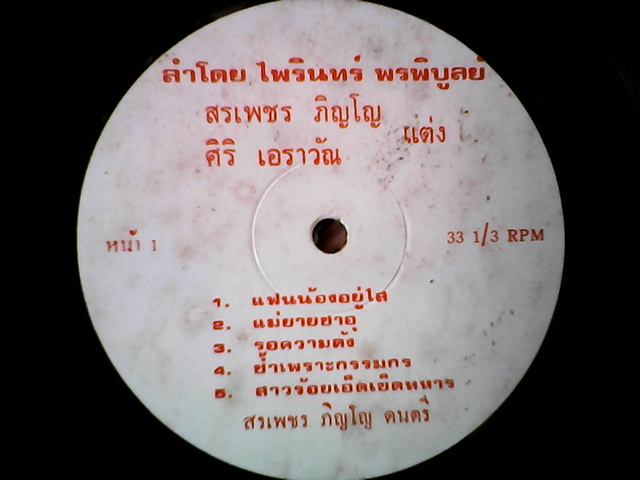 ลำโดย ไพรินทร์ พรพิบูลย์
สรเพชร ภิญโญ
แต่ง
ศิริ เอราวัณ
หน้า 1
33 1/3 RPM
1. แฟนน้องอยู่ไส
2. แม่ยายซาอุ
3. รอความดัง
4. ช้ำเพราะกรรมกร
5. สาวร้อยเอ็ดเข็ดทหาร
สรเพชร ภิญโญ ดนตรี